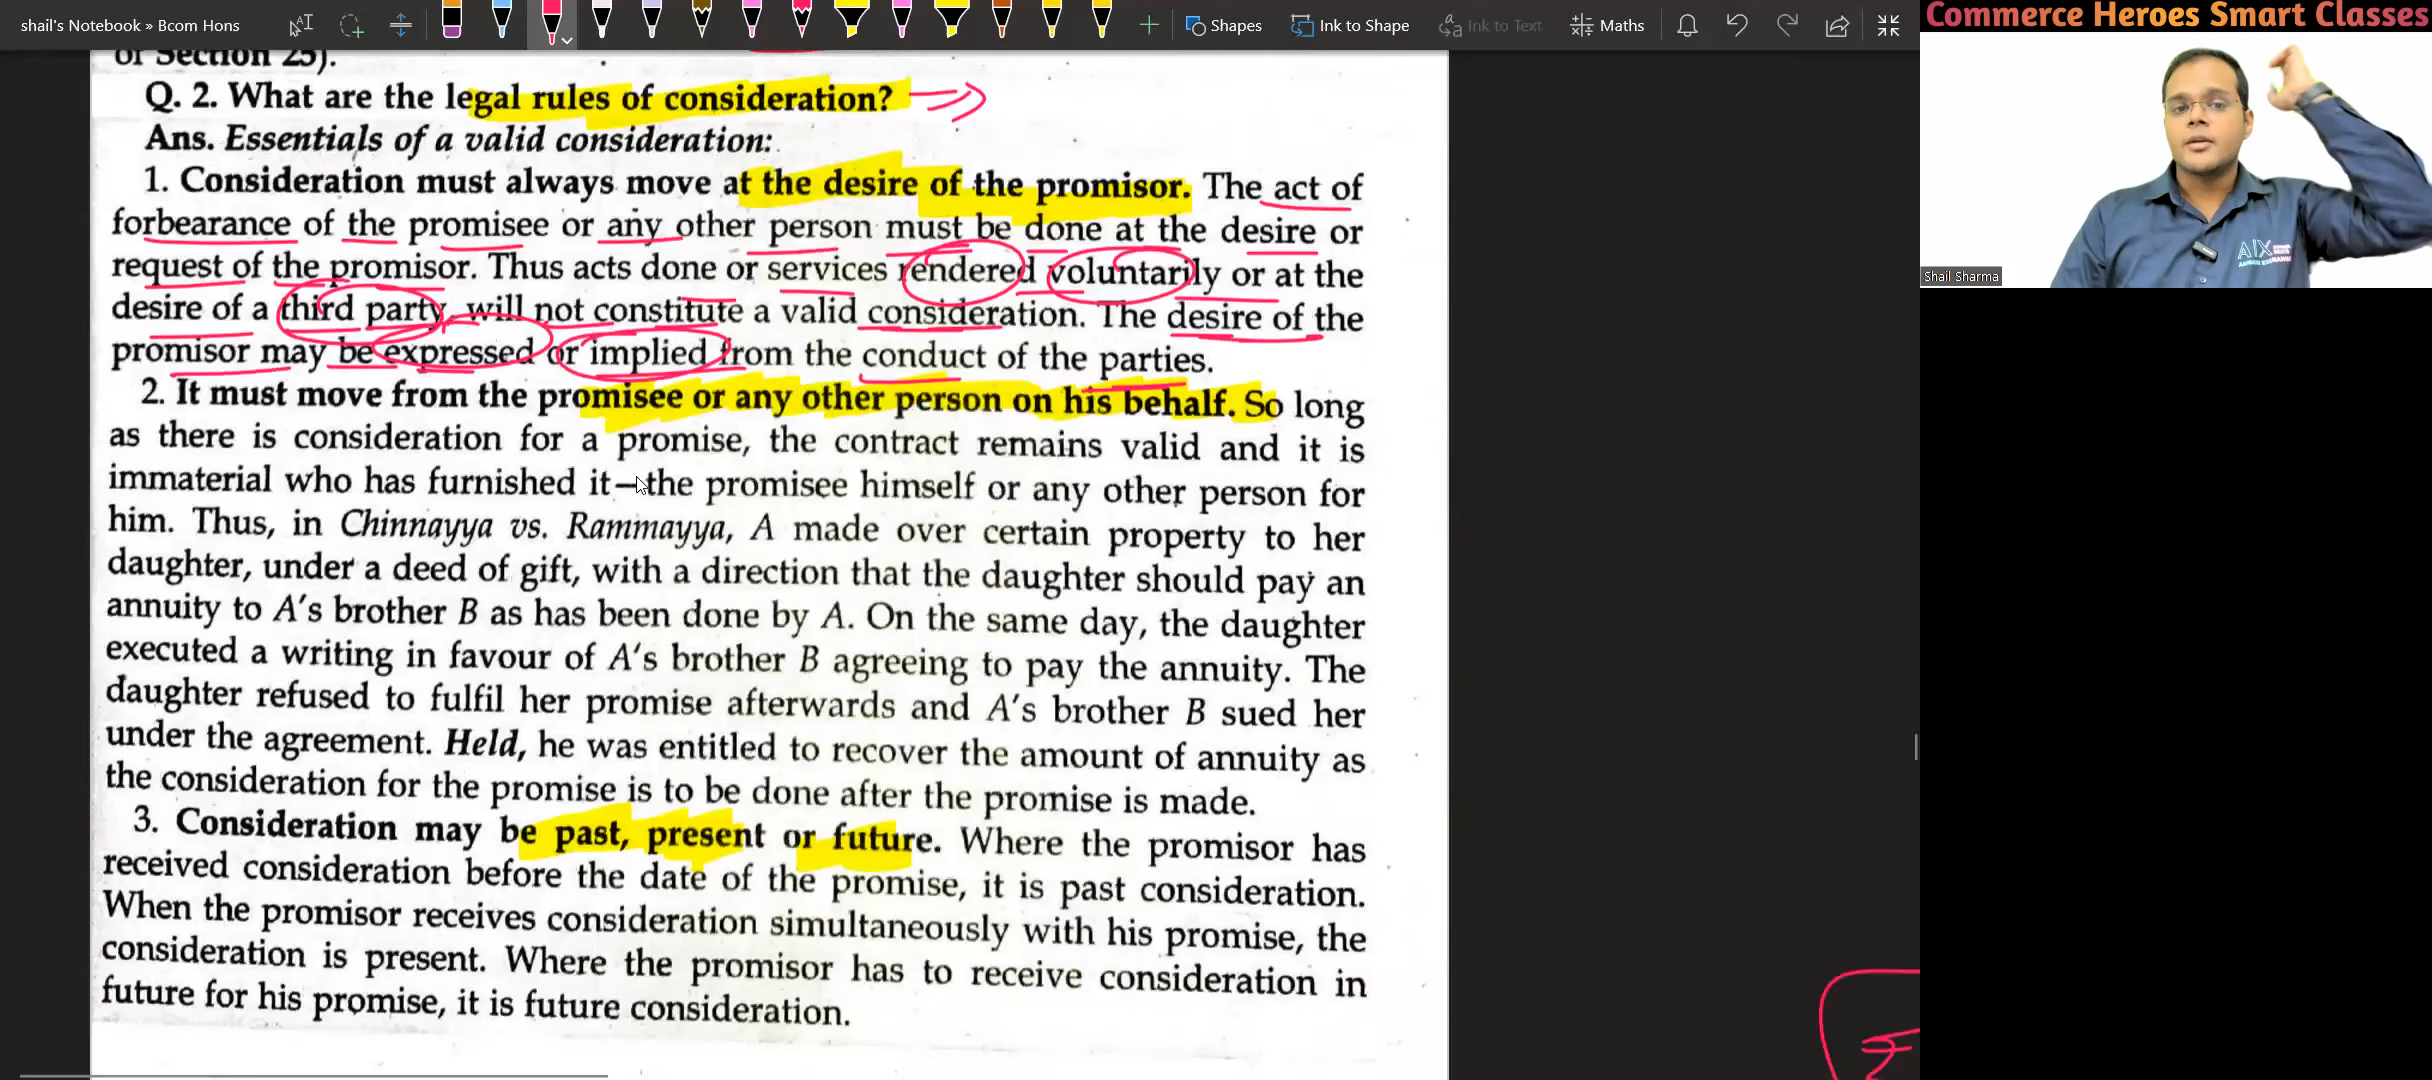 shail's Notebook » Bcom Hons
Shapes
Ink to Shape
Ink to Text
Maths
Commerce Heroes Smart Classes
or Section 25).
Q. 2. What are the legal rules of consideration?
Ans. Essentials of a valid consideration:
1. Consideration must always move at the desire of the promisor. The act of
forbearance of the promisee or any other person must be done at the desire or
request of the promisor. Thus acts done or services rendered voluntarily or at the
desire of a third party, will not constitute a valid consideration. The desire of the
promisor may be expressed or implied from the conduct of the parties.
2. It must move from the promisee or any other person on his behalf. So long
as there is consideration for a promise, the contract remains valid and it is
immaterial who has furnished it—the promisee himself or any other person for
him. Thus, in Chinnayya vs. Rammayya, A made over certain property to her
daughter, under a deed of gift, with a direction that the daughter should pay an
annuity to A's brother B as has been done by A. On the same day, the daughter
executed a writing in favour of A's brother B agreeing to pay the annuity. The
daughter refused to fulfil her promise afterwards and A's brother B sued her
under the agreement. Held, he was entitled to recover the amount of annuity as
the consideration for the promise is to be done after the promise is made.
3. Consideration may be past, present or future. Where the promisor has
received consideration before the date of the promise, it is past consideration.
When the promisor receives consideration simultaneously with his promise, the
consideration is present. Where the promisor has to receive consideration in
future for his promise, it is future consideration.
AIX
Shail Sharma